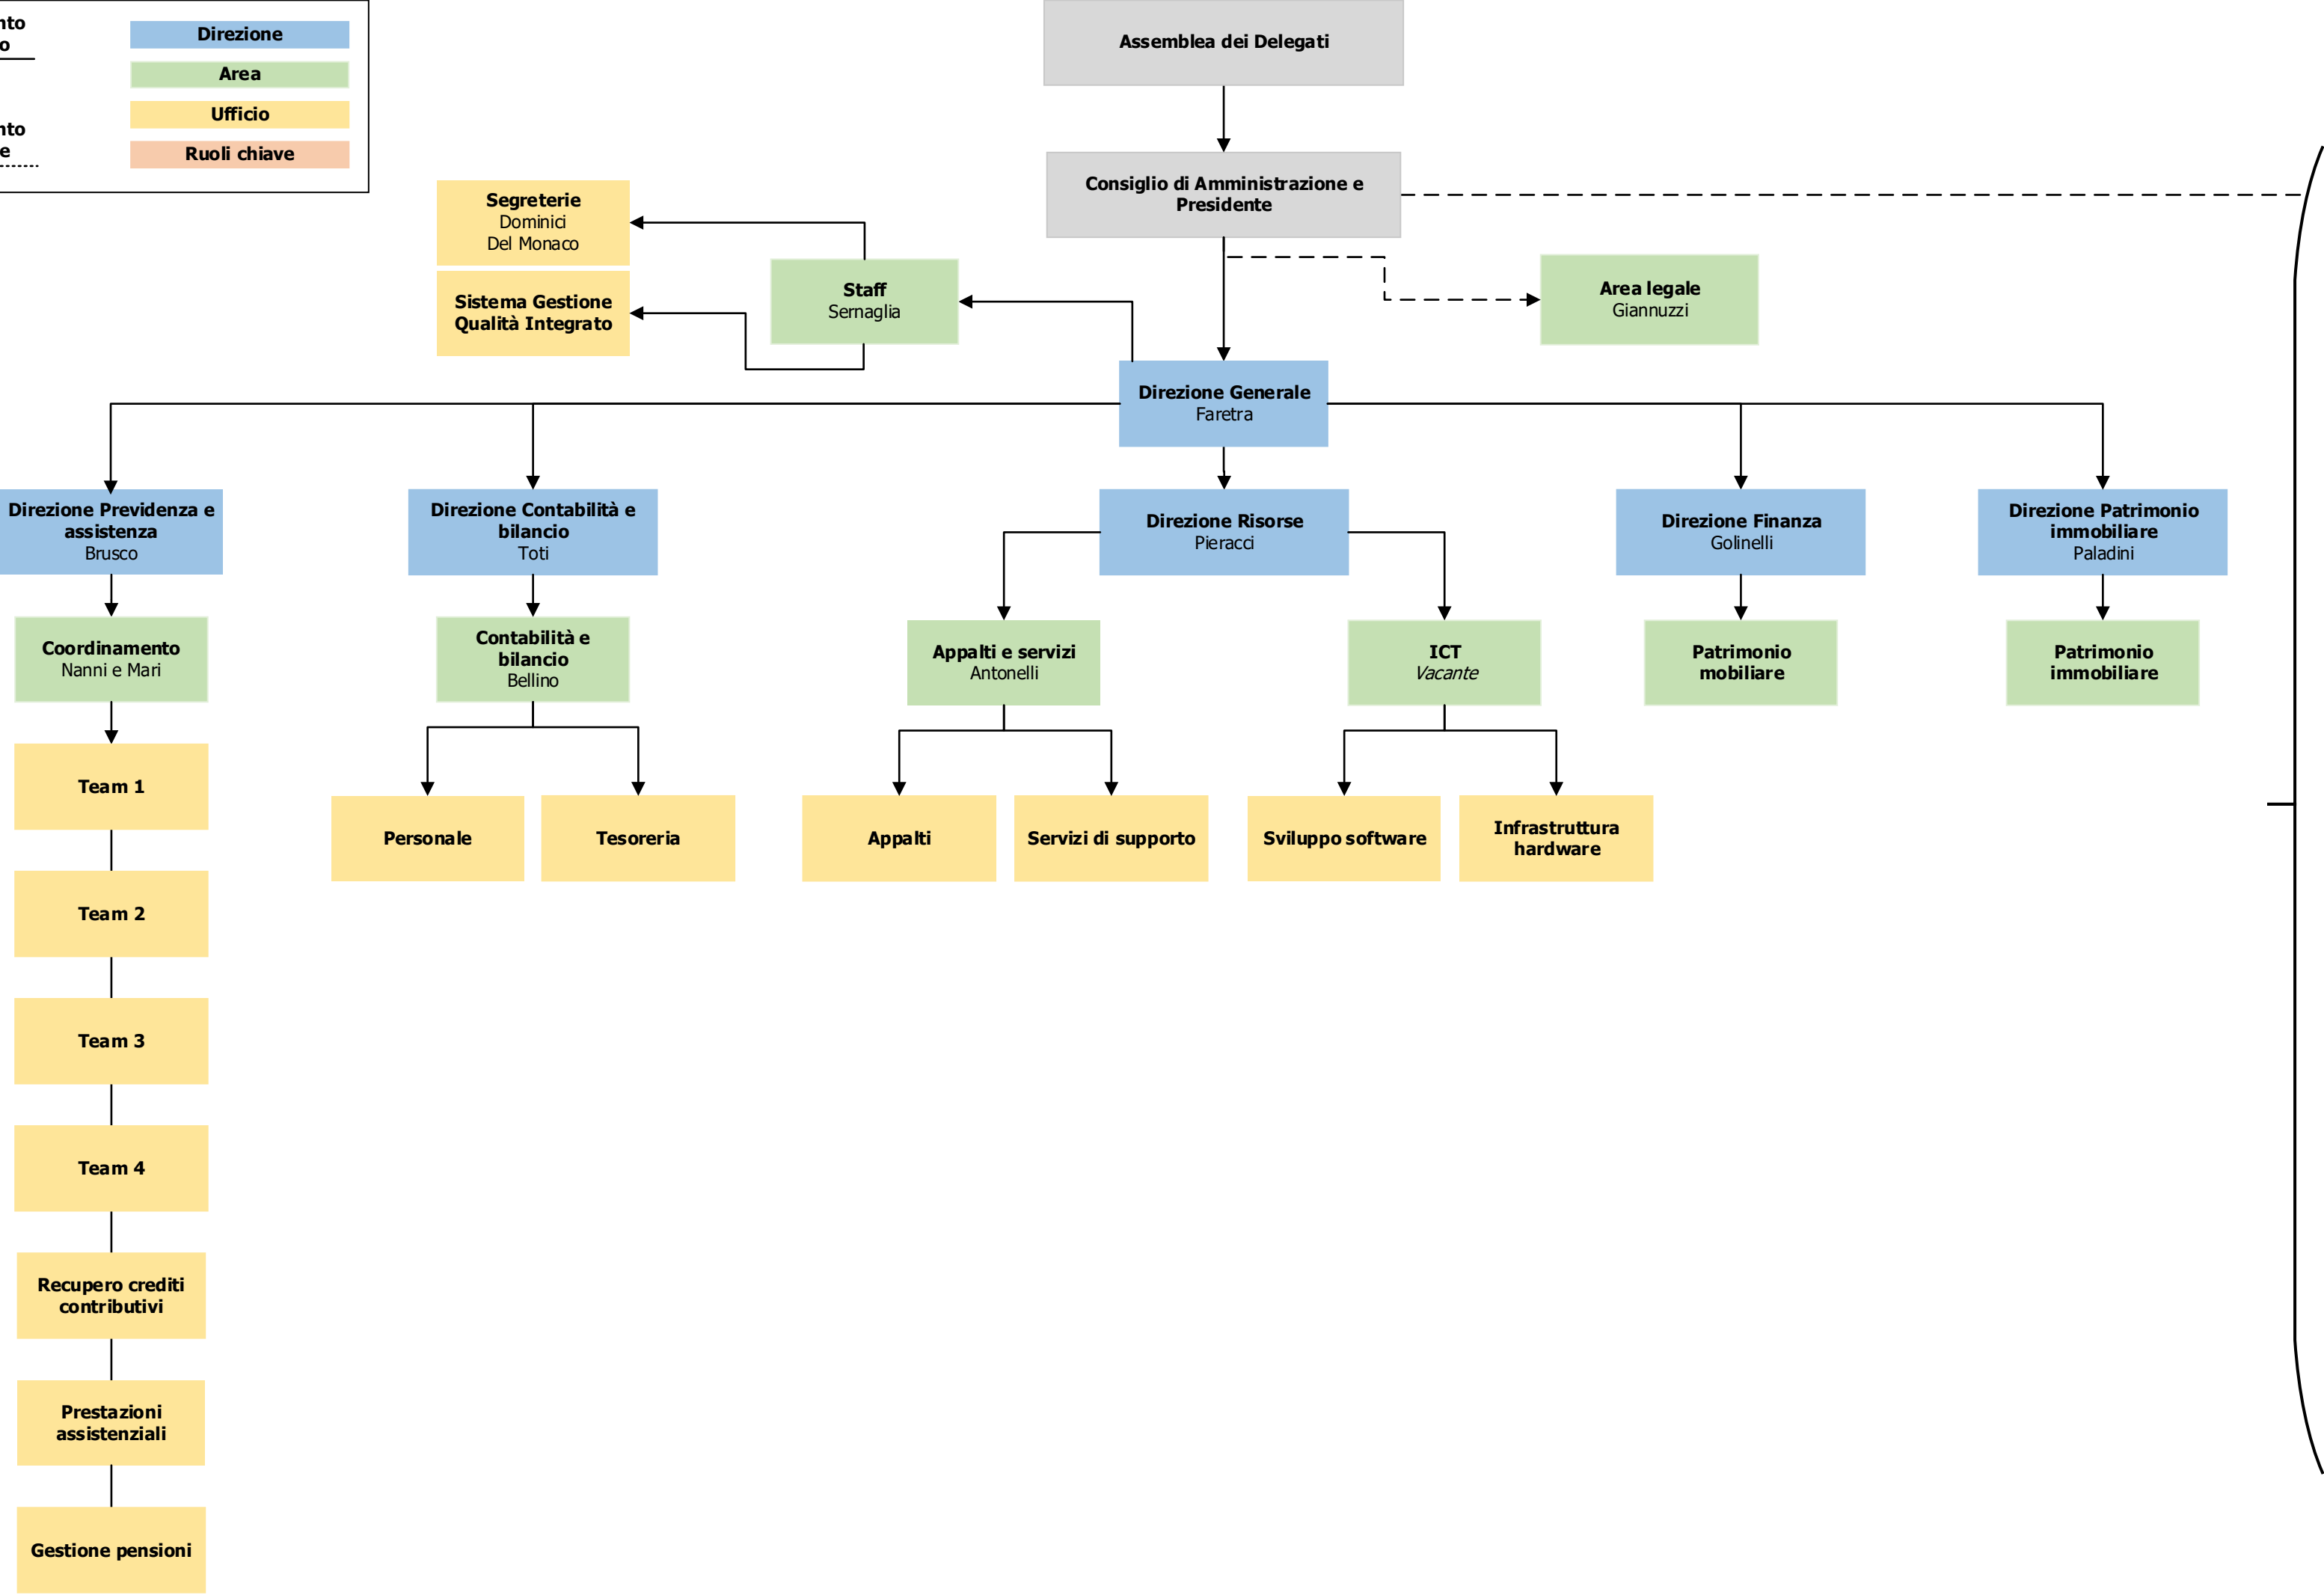 Direzione
Area
Ufficio
Ruoli chiave
Assemblea dei Delegati
Consiglio di Amministrazione e
Presidente
Segreterie
Dominici
Del Monaco
Sistema Gestione
Qualità Integrato
Staff
Sernaglia
Area legale
Giannuzzi
Direzione Generale
Faretra
Direzione Previdenza e
assistenza
Brusco
Direzione Contabilità e
bilancio
Toti
Direzione Risorse
Pieracci
Direzione Finanza
Golinelli
Direzione Patrimonio
immobiliare
Paladini
Coordinamento
Nanni e Mari
Contabilità e
bilancio
Bellino
Appalti e servizi
Antonelli
ICT
Vacante
Patrimonio
mobiliare
Patrimonio
immobiliare
Team 1
Personale
Tesoreria
Appalti
Servizi di supporto
Sviluppo software
Infrastruttura
hardware
Team 2
Team 3
Team 4
Recupero crediti
contributivi
Prestazioni
assistenziali
Gestione pensioni